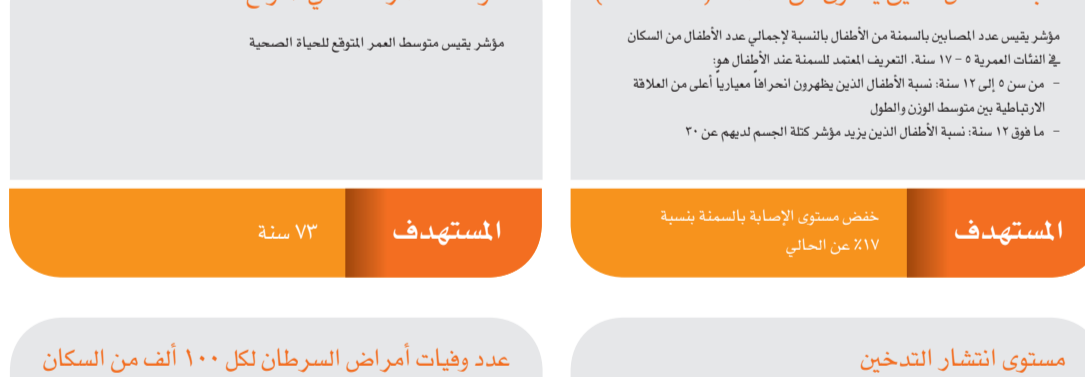 مؤشر يقيس عدد المصابين بالسمنة من الأطفال بالنسبة لإجمالي عدد الأطفال من السكان
في الفئات العمرية ٥ - ١٧ سنة. التعريف المعتمد للسمنة عند الأطفال هو:
- من سن ٥ إلى ١٢ سنة: نسبة الأطفال الذين يظهرون انحرافاً معيارياً أعلى من العلاقة
الارتباطية بين متوسط الوزن والطول
- ما فوق ١٢ سنة: نسبة الأطفال الذين يزيد مؤشر كتلة الجسم لديهم عن ٣٠
المستهدف
خفض مستوى الإصابة بالسمنة بنسبة
١٧٪ عن الحالي
مؤشر يقيس متوسط العمر المتوقع للحياة الصحية
المستهدف
٧٣ سنة
مستوى انتشار التدخين
عدد وفيات أمراض السرطان لكل ١٠٠ ألف من السكان